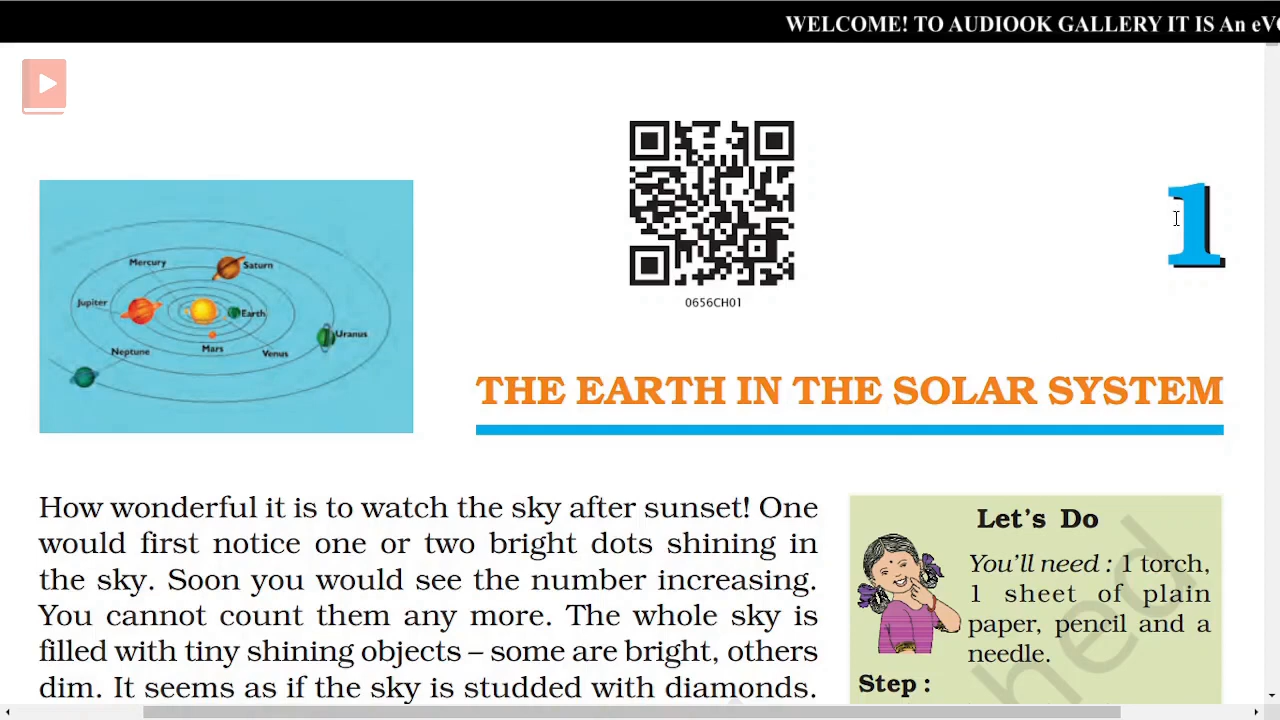 WELCOME! TO AUDIOOK GALLERY IT IS An
0656CH01
1
Mercury
Saturn
Jupiter
Earth
Uranus
Neptune
Mars
Venus
THE EARTH IN THE SOLAR SYSTEM
How wonderful it is to watch the sky after sunset! One
would first notice one or two bright dots shining in
the sky. Soon you would see the number increasing.
You cannot count them any more. The whole sky is
filled with tiny shining objects – some are bright, others
dim. It seems as if the sky is studded with diamonds.
Let's Do
You'll need : 1 torch,
1 sheet of plain
paper, pencil and a
needle.
Step :